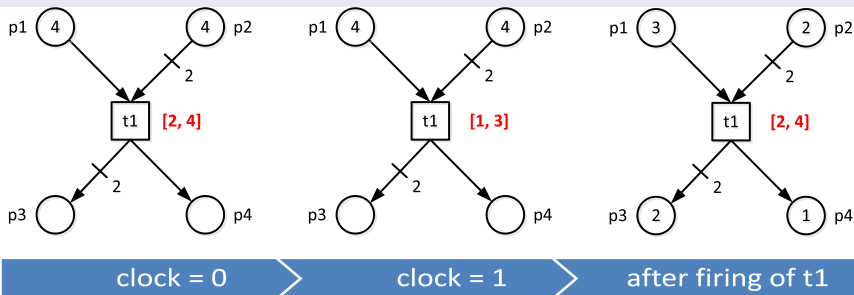 p1 4 4 p2
2
t1 [2, 4]
2
p3 p4
clock = 0
p1 4 4 p2
2
t1 [1, 3]
2
p3 p4
clock = 1
p1 3 2 p2
2
t1 [2, 4]
2
p3 2 1 p4
after firing of t1